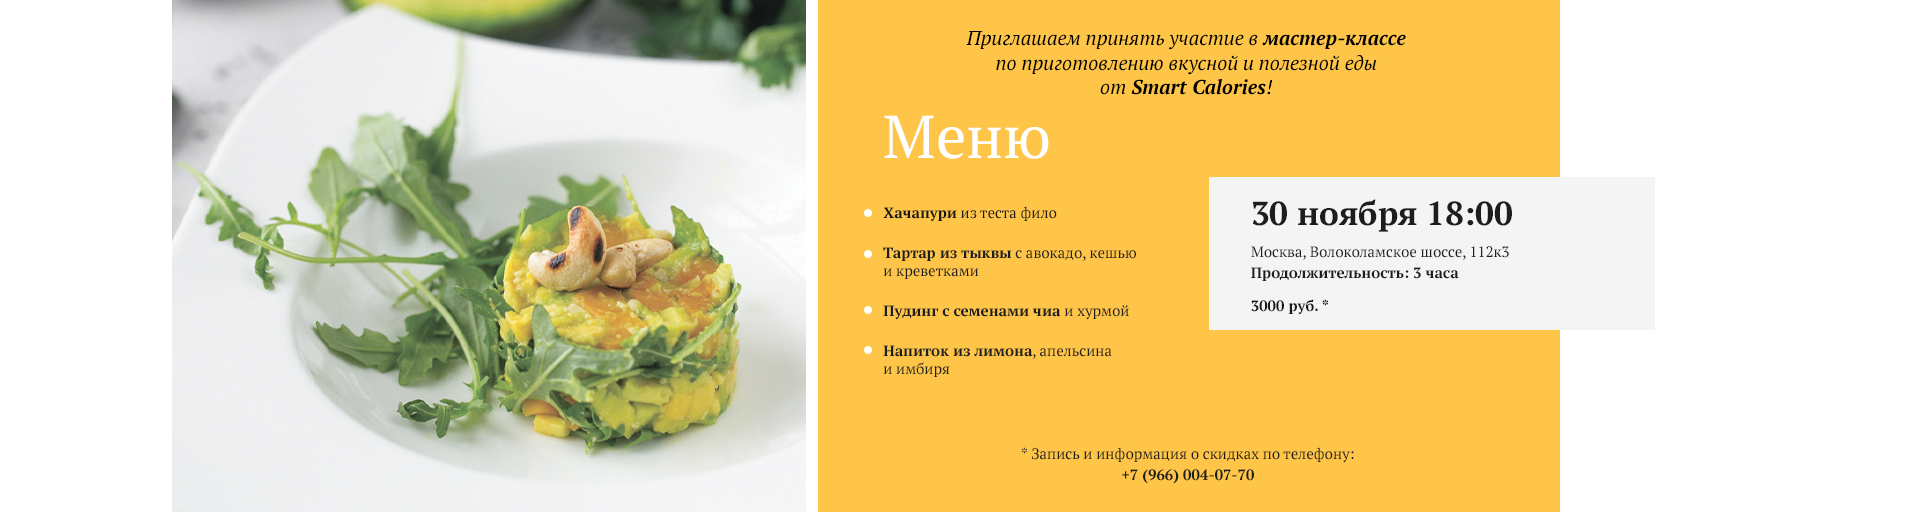 Приглашаем принять участие в мастер-классе
по приготовлению вкусной и полезной еды
от Smart Calories!
Меню
Хачапури из теста фило
Тартар из тыквы с авокадо, кешью
и креветками
Пудинг с семенами чиа и хурмой
Напиток из лимона, апельсина
и имбиря
30 ноября 18:00
Москва, Волоколамское шоссе, 112к3
Продолжительность: 3 часа
3000 руб. *
* Запись и информация о скидках по телефону:
+7 (966) 004-07-70